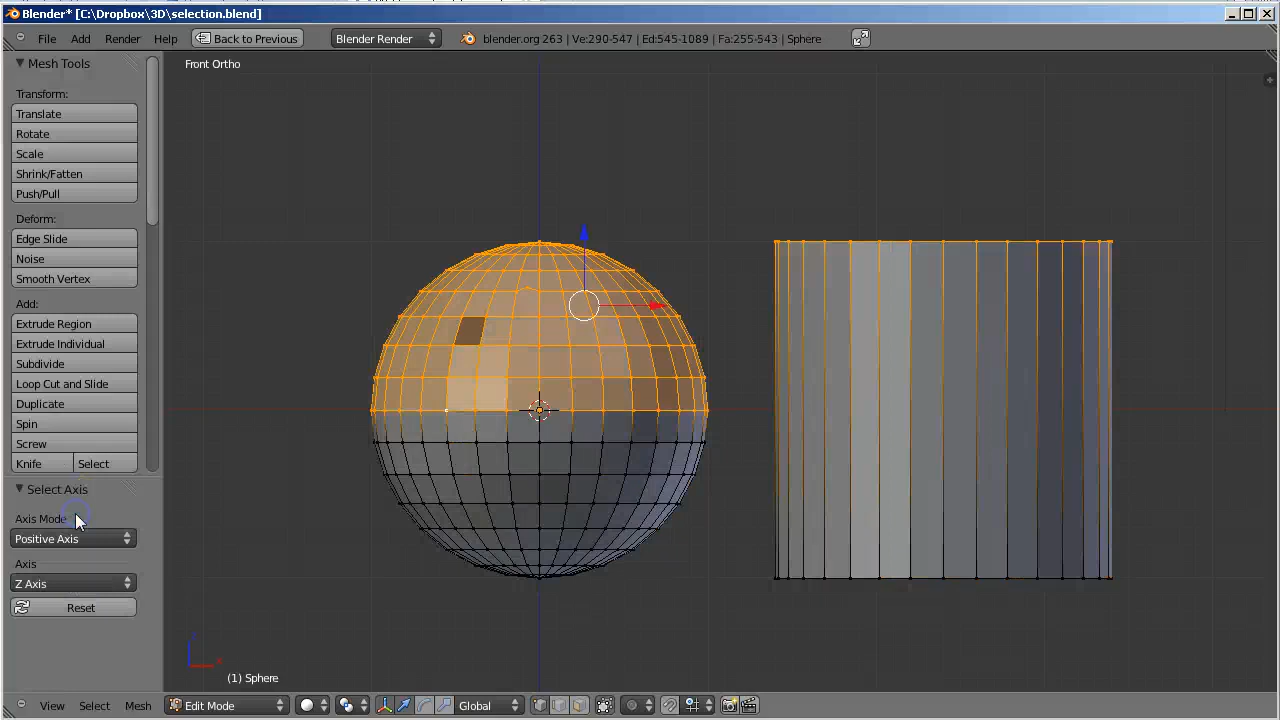 Blender* [C:\Dropbox\3D\selection.blend]
File Add Render Help Back to Previous Blender Render blender.org 263 | Ve:290-547 | Ed:545-1089 | Fa:255-543 | Sphere
Mesh Tools
Front Ortho
Transform:
Translate
Rotate
Scale
Shrink/Fatten
Push/Pull
Deform:
Edge Slide
Noise
Smooth Vertex
Add:
Extrude Region
Extrude Individual
Subdivide
Loop Cut and Slide
Duplicate
Spin
Screw
Knife Select
Select Axis
Axis Mode
Positive Axis
Axis
Z Axis
Reset
(1) Sphere
View Select Mesh Edit Mode Global